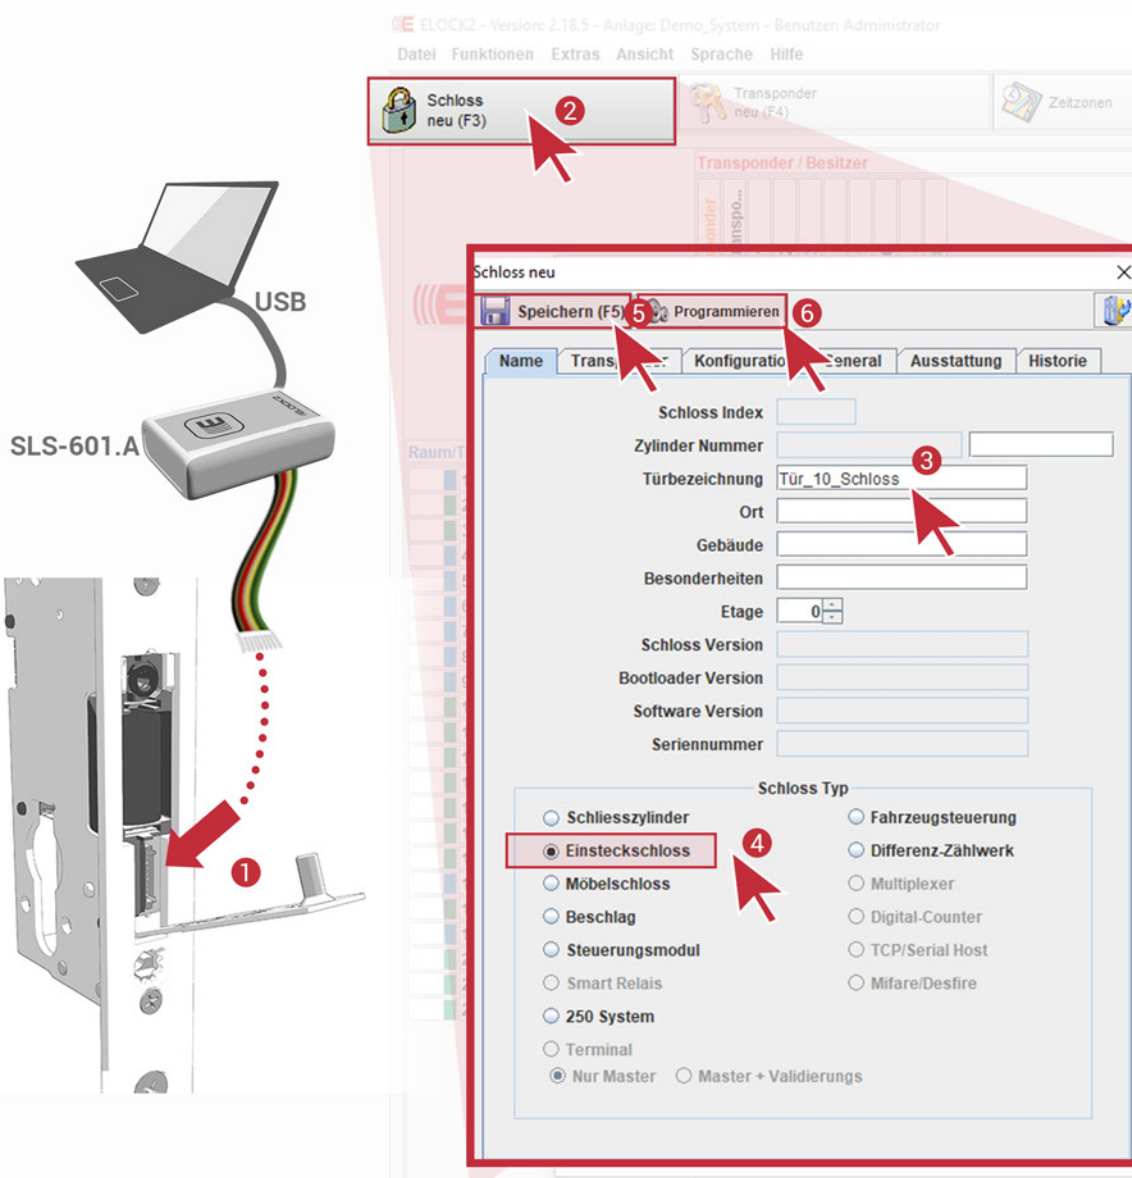 ELOCK2 - Version: 2.18.5 - Anlage: Demo_System - Benutzer: Administrator
Datei Funktionen Extras Ansicht Sprache Hilfe
Schloss
neu (F3)
2
Transponder
neu (F4)
Zeitzonen
Transponder / Besitzer
Schloss neu
Speichern (F5)
5
Programmieren
6
Name
Konfiguratio
General
Ausstattung
Historie
Schloss Index
Zylinder Nummer
3
Türbezeichnung Tür_10_Schloss
Ort
Gebäude
Besonderheiten
Etage 0
Schloss Version
Bootloader Version
Software Version
Seriennummer
Schloss Typ
Schliesszylinder
Fahrzeugsteuerung
Einsteckschloss
4
Differenz-Zählwerk
Möbelschloss
Multiplexer
Beschlag
Digital-Counter
Steuerungsmodul
TCP/Serial Host
Smart Relais
Mifare/Desfire
250 System
Terminal
Nur Master
Master + Validierungs
USB
SLS-601.A
ELOCK2
1
Raum/T